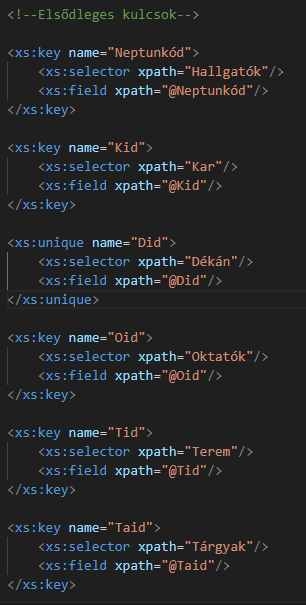 <!--Elsődleges kulcsok-->
<xs:key name="Neptunkód">
<xs:selector xpath="Hallgatók"/>
<xs:field xpath="@Neptunkód"/>
</xs:key>
<xs:key name="Kid">
<xs:selector xpath="Kar"/>
<xs:field xpath="@Kid"/>
</xs:key>
<xs:unique name="Did">
<xs:selector xpath="Dékán"/>
<xs:field xpath="@Did"/>
</xs:unique>
<xs:key name="Oid">
<xs:selector xpath="Oktatók"/>
<xs:field xpath="@Oid"/>
</xs:key>
<xs:key name="Tid">
<xs:selector xpath="Terem"/>
<xs:field xpath="@Tid"/>
</xs:key>
<xs:key name="Taid">
<xs:selector xpath="Tárgyak"/>
<xs:field xpath="@Taid"/>
</xs:key>